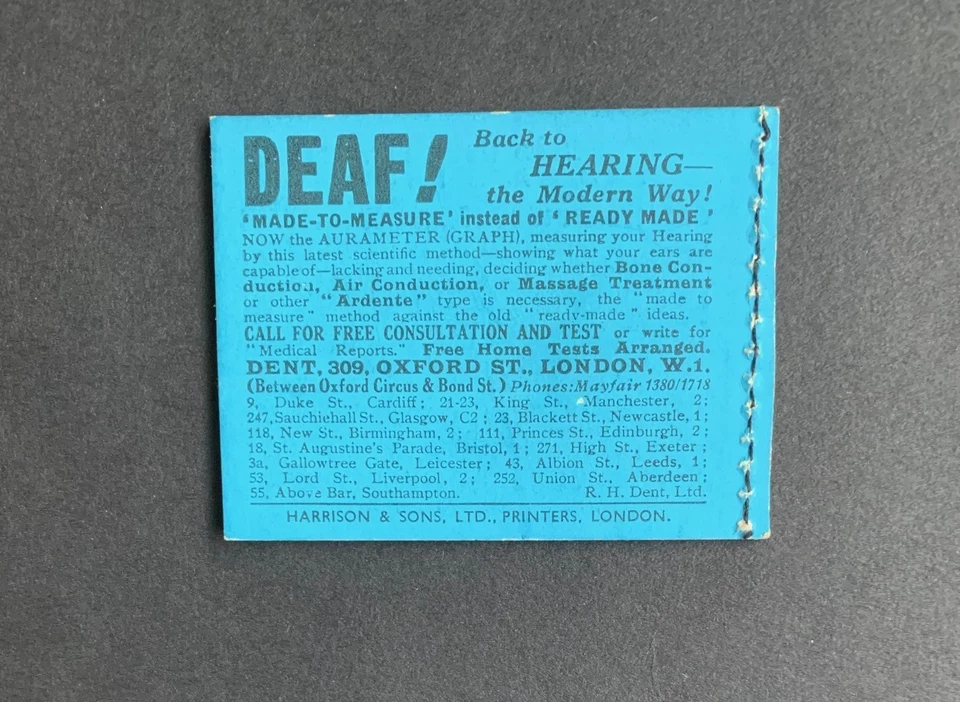 DEAF! Back to
HEARING—
the Modern Way!
'MADE-TO-MEASURE' instead of 'READY MADE'
NOW the AURAMETER (GRAPH), measuring your Hearing
by this latest scientific method—showing what your ears are
capable of—lacking and needing, deciding whether Bone Con-
duction, Air Conduction, or Massage Treatment
or other "Ardente" type is necessary, the "made to
measure" method against the old "ready-made" ideas.
CALL FOR FREE CONSULTATION AND TEST or write for
"Medical Reports." Free Home Tests Arranged.
DENT, 309, OXFORD ST., LONDON, W.1.
(Between Oxford Circus & Bond St.) Phones: Mayfair 1380/1718
9, Duke St., Cardiff; 21-23, King St., Manchester, 2;
247, Sauchiehall St., Glasgow, C2; 23, Blackett St., Newcastle, 1;
118, New St., Birmingham, 2; 111, Princes St., Edinburgh, 2;
18, St. Augustine's Parade, Bristol, 1; 271, High St., Exeter;
3a, Gallowtree Gate, Leicester; 43, Albion St., Leeds, 1;
53, Lord St., Liverpool, 2; 252, Union St., Aberdeen;
55, Above Bar, Southampton. R. H. Dent, Ltd.
HARRISON & SONS, LTD., PRINTERS, LONDON.